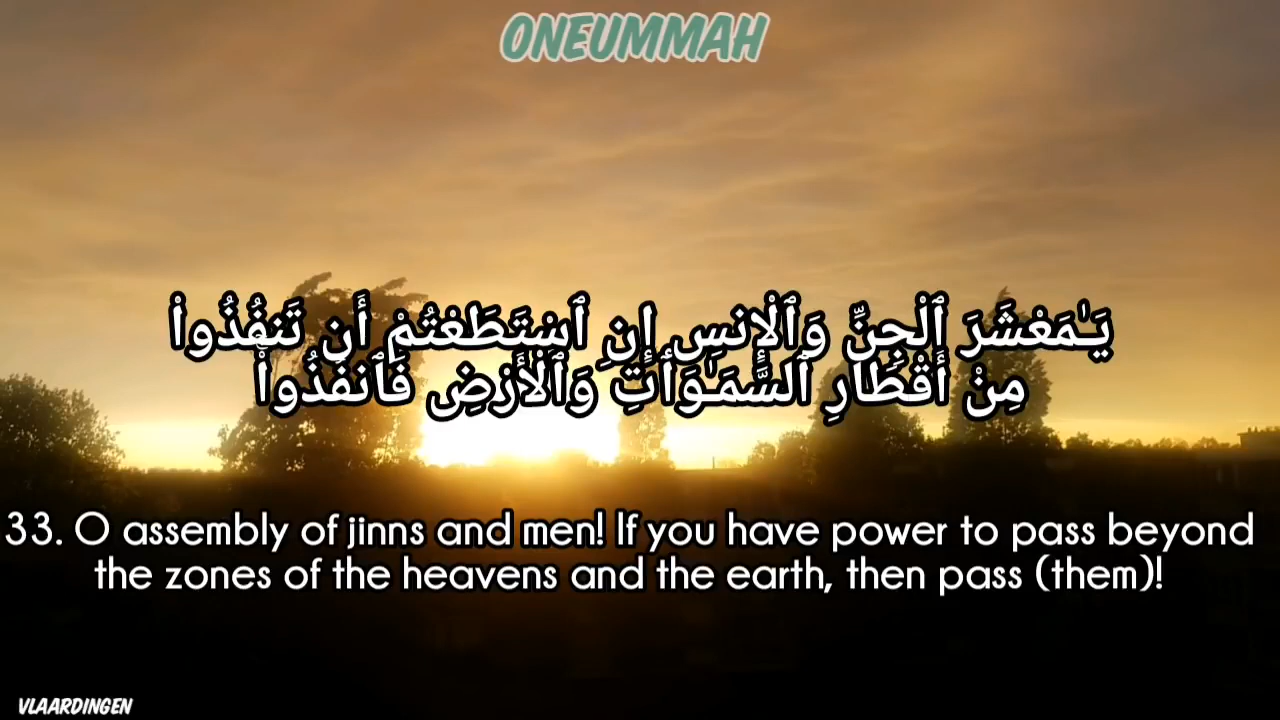 ONEUMMAH
يَـٰمَعْشَرَ ٱلْجِنِّ وَٱلْإِنسِ إِنِ ٱسْتَطَعْتُمْ أَن تَنفُذُوا۟
مِنْ أَقْطَارِ ٱلسَّمَـٰوَٰتِ وَٱلْأَرْضِ فَٱنفُذُوا۟
33. O assembly of jinns and men! If you have power to pass beyond
the zones of the heavens and the earth, then pass (them)!
VLAARDINGEN